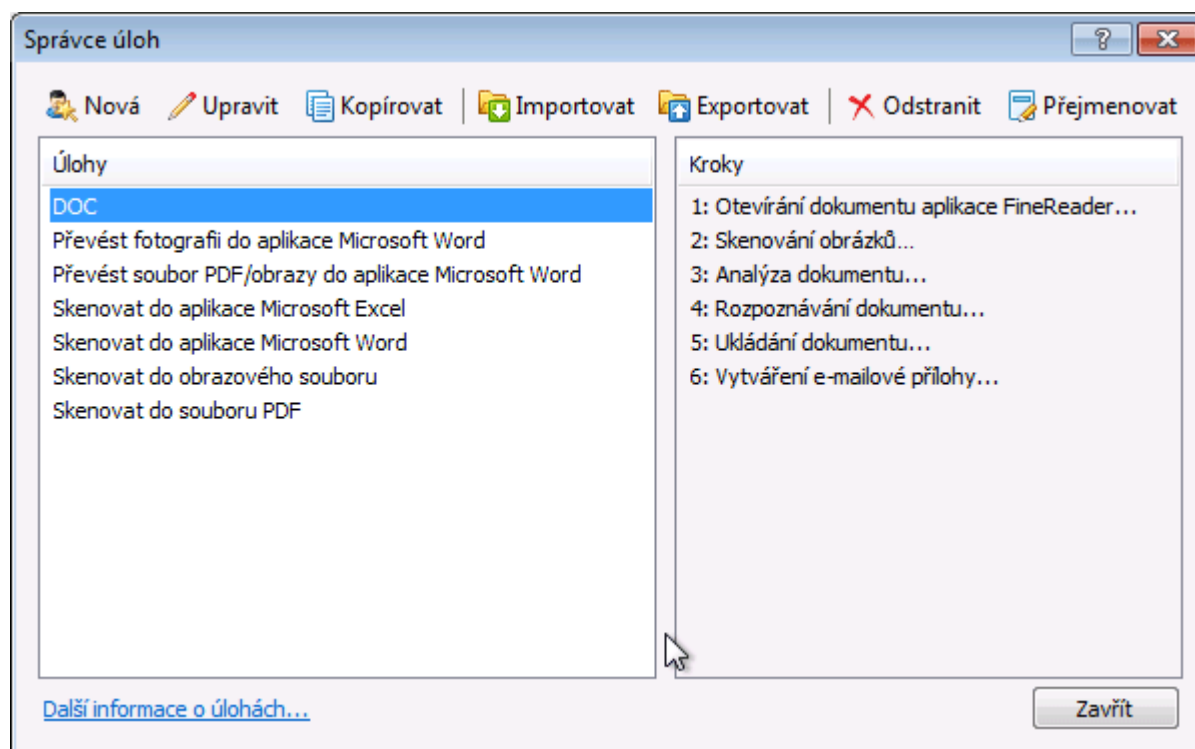 Správce úloh
Nová Upravit Kopírovat Importovat Exportovat Odstranit Přejmenovat
Úlohy
DOC
Převést fotografii do aplikace Microsoft Word
Převést soubor PDF/obrazy do aplikace Microsoft Word
Skenovat do aplikace Microsoft Excel
Skenovat do aplikace Microsoft Word
Skenovat do obrazového souboru
Skenovat do souboru PDF
Kroky
1: Otevírání dokumentu aplikace FineReader...
2: Skenování obrázků...
3: Analýza dokumentu...
4: Rozpoznávání dokumentu...
5: Ukládání dokumentu...
6: Vytváření e-mailové přílohy...
Další informace o úlohách...
Zavřít